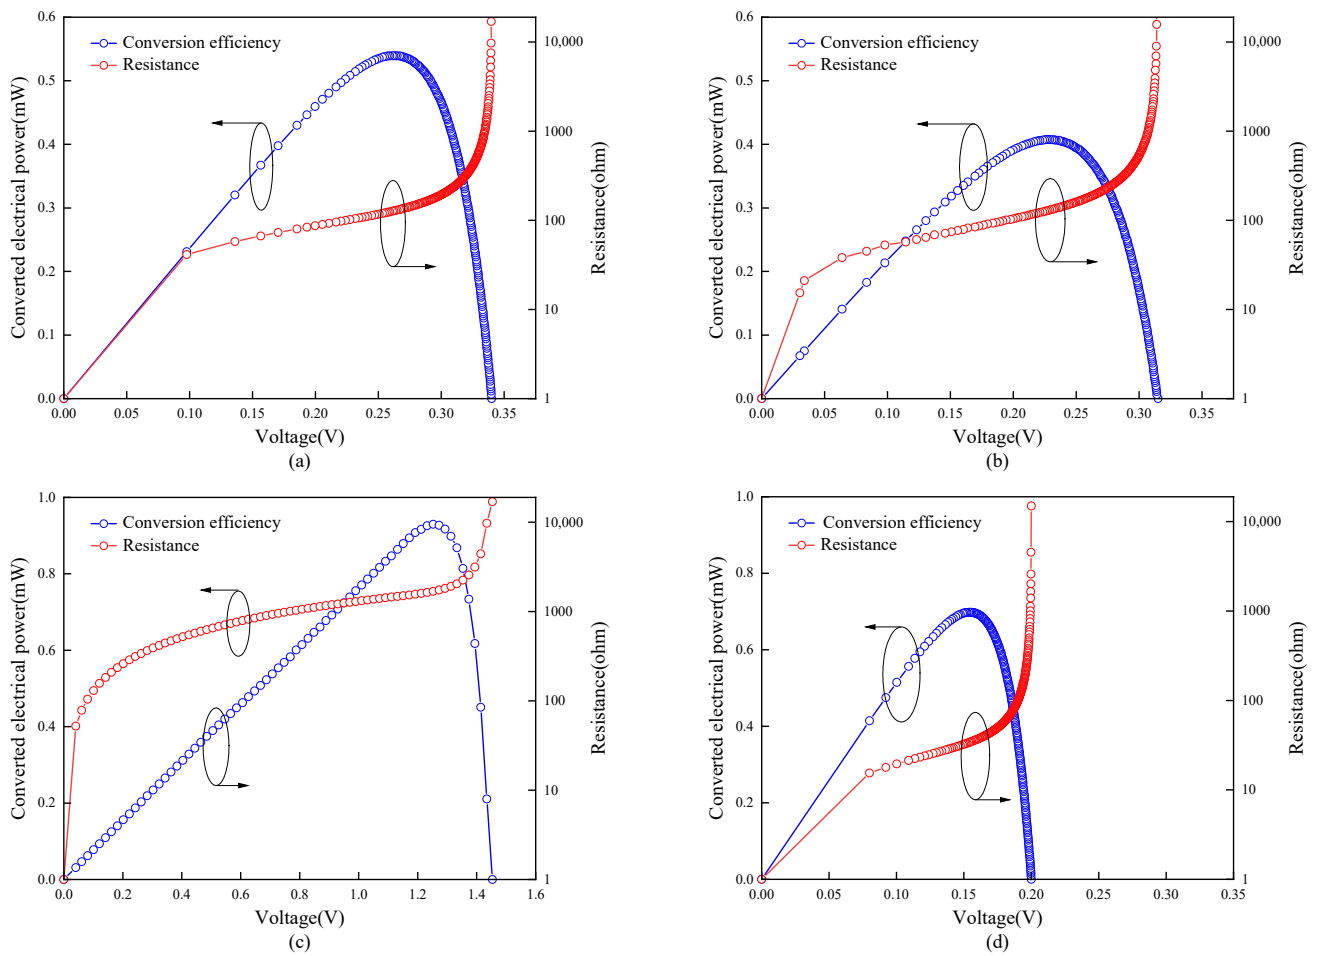 0.6
0.5
0.4
0.3
0.2
0.1
0.0
Converted electrical power(mW)
Conversion efficiency
Resistance
10,000
1000
100
10
1
Resistance(ohm)
0.00 0.05 0.10 0.15 0.20 0.25 0.30 0.35
Voltage(V)
(a)
0.6
0.5
0.4
0.3
0.2
0.1
0.0
Converted electrical power(mW)
Conversion efficiency
Resistance
10,000
1000
100
10
1
Resistance(ohm)
0.00 0.05 0.10 0.15 0.20 0.25 0.30 0.35
Voltage(V)
(b)
1.0
0.8
0.6
0.4
0.2
0.0
Converted electrical power(mW)
Conversion efficiency
Resistance
10,000
1000
100
10
1
Resistance(ohm)
0.0 0.2 0.4 0.6 0.8 1.0 1.2 1.4 1.6
Voltage(V)
(c)
1.0
0.8
0.6
0.4
0.2
0.0
Converted electrical power(mW)
Conversion efficiency
Resistance
10,000
1000
100
10
1
Resistance(ohm)
0.00 0.05 0.10 0.15 0.20 0.25 0.30 0.35
Voltage(V)
(d)